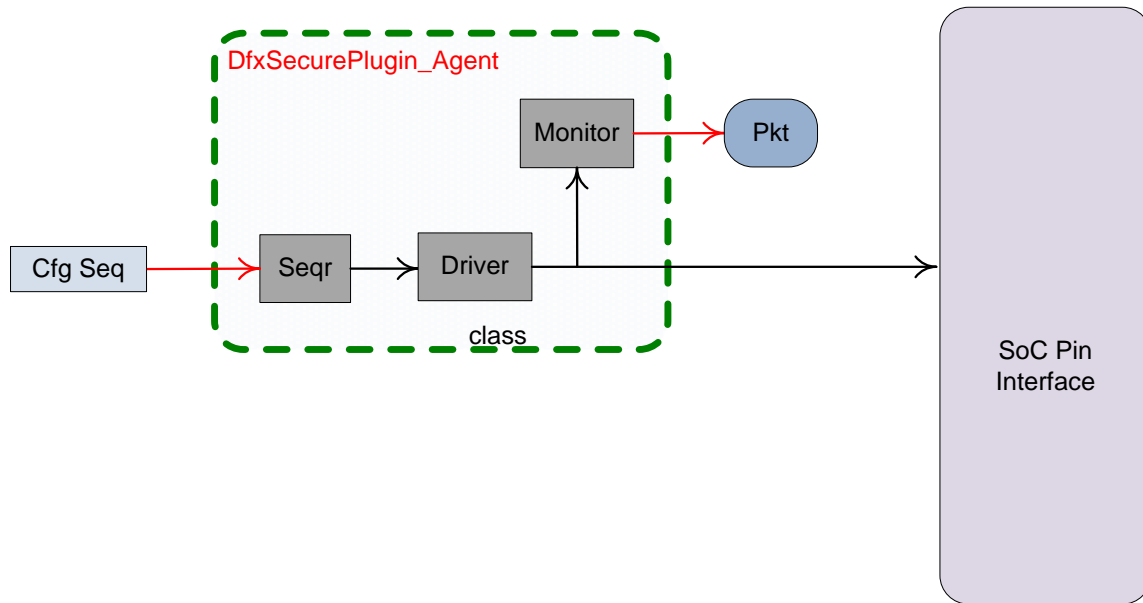 DfxSecurePlugin_Agent
Monitor
Pkt
Cfg Seq
Seqr
Driver
class
SoC Pin
Interface